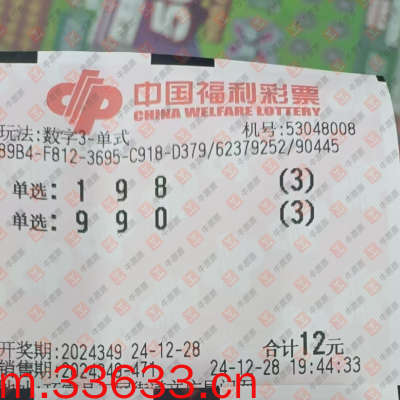 中国福利彩票
CHINA WELFARE LOTTERY
玩法:数字3-单式 机号:53048008
89B4-F812-3695-C918-D379/62379252/90445
单选: 1 9 8 (3)
单选: 9 9 0 (3)
开奖期:2024349 24-12-28 合计12元
销售期: 24-12-28 19:44:33
m.33633.com.cn